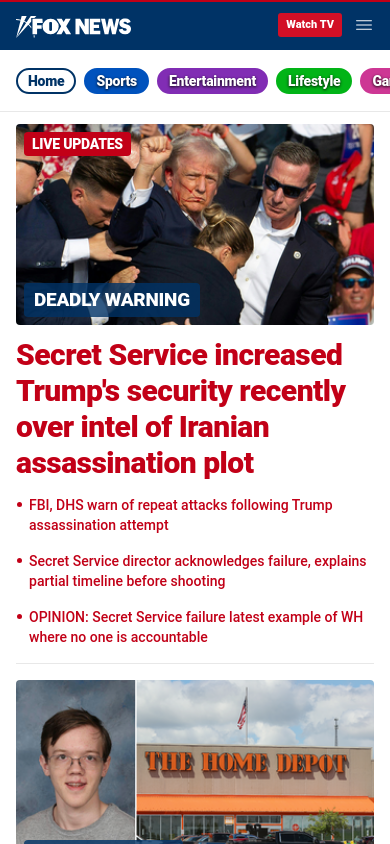 FOX NEWS
Watch TV
Home
Sports
Entertainment
Lifestyle
Ga
LIVE UPDATES
TRUMP
DEADLY WARNING
Secret Service increased
Trump's security recently
over intel of Iranian
assassination plot
• FBI, DHS warn of repeat attacks following Trump
assassination attempt
• Secret Service director acknowledges failure, explains
partial timeline before shooting
• OPINION: Secret Service failure latest example of WH
where no one is accountable
THE HOME DEPOT